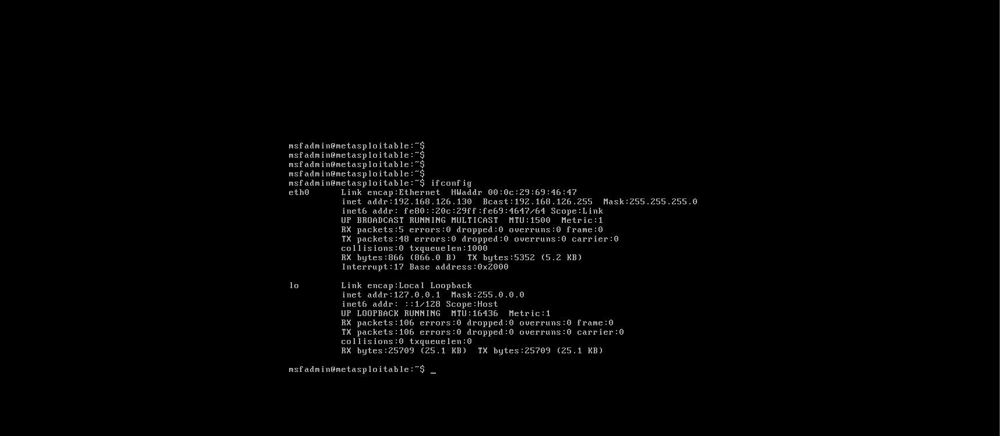 msfadmin@metasploitable:~$
msfadmin@metasploitable:~$
msfadmin@metasploitable:~$
msfadmin@metasploitable:~$
msfadmin@metasploitable:~$ ifconfig
eth0      Link encap:Ethernet  HWaddr 00:0c:29:69:46:47
          inet addr:192.168.126.130  Bcast:192.168.126.255  Mask:255.255.255.0
          inet6 addr: fe80::20c:29ff:fe69:4647/64 Scope:Link
          UP BROADCAST RUNNING MULTICAST  MTU:1500  Metric:1
          RX packets:5 errors:0 dropped:0 overruns:0 frame:0
          TX packets:48 errors:0 dropped:0 overruns:0 carrier:0
          collisions:0 txqueuelen:1000
          RX bytes:866 (866.0 B)  TX bytes:5352 (5.2 KB)
          Interrupt:17 Base address:0x2000
lo        Link encap:Local Loopback
          inet addr:127.0.0.1  Mask:255.0.0.0
          inet6 addr: ::1/128 Scope:Host
          UP LOOPBACK RUNNING  MTU:16436  Metric:1
          RX packets:106 errors:0 dropped:0 overruns:0 frame:0
          TX packets:106 errors:0 dropped:0 overruns:0 carrier:0
          collisions:0 txqueuelen:0
          RX bytes:25709 (25.1 KB)  TX bytes:25709 (25.1 KB)
msfadmin@metasploitable:~$ _